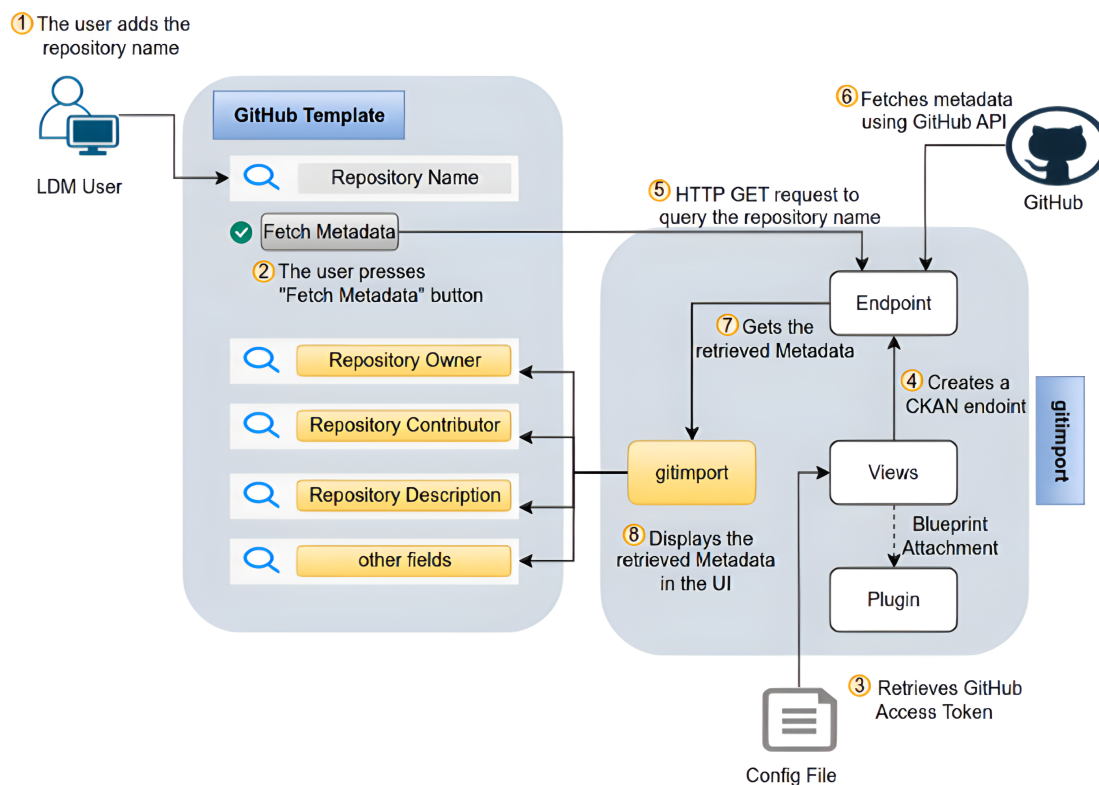 ① The user adds the
repository name
LDM User
GitHub Template
Repository Name
Fetch Metadata
② The user presses
"Fetch Metadata" button
Repository Owner
Repository Contributor
Repository Description
other fields
⑥ Fetches metadata
using GitHub API
GitHub
⑤ HTTP GET request to
query the repository name
Endpoint
⑦ Gets the
retrieved Metadata
④ Creates a
CKAN endoint
gitimport
gitimport
Views
Blueprint
Attachment
⑧ Displays the
retrieved Metadata
in the UI
Plugin
③ Retrieves GitHub
Access Token
Config File